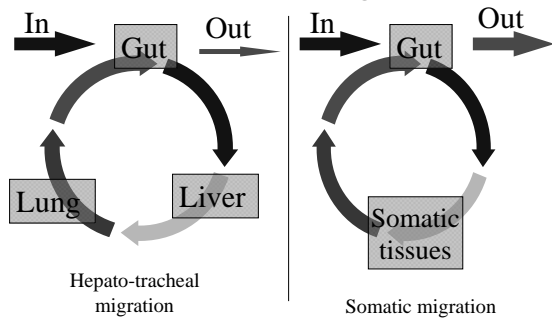 In
Gut
Out
Lung
Liver
Hepato-tracheal
migration
In
Gut
Out
Somatic
tissues
Somatic migration